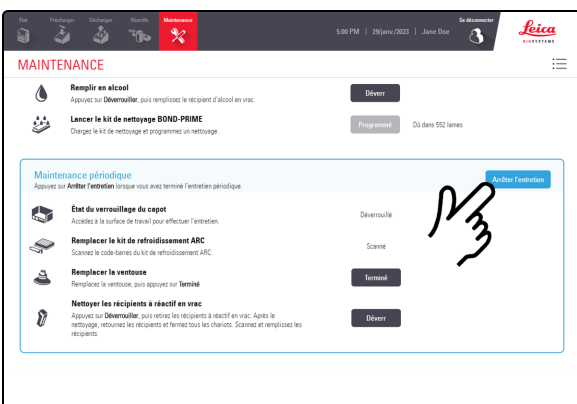 État Précharger Décharger Réactifs Maintenance
5:00 PM | 29/janv./2023 | Jane Doe
Se déconnecter
Leica
BIOSYSTEMS
MAINTENANCE
Remplir en alcool
Appuyez sur Déverrouiller, puis remplissez le récipient d'alcool en vrac.
Déverr
Lancer le kit de nettoyage BOND-PRIME
Chargez le kit de nettoyage et programmez un nettoyage.
Programmé Dû dans 552 lames
Maintenance périodique
Appuyez sur Arrêter l'entretien lorsque vous avez terminé l'entretien périodique.
Arrêter l'entretien
État du verrouillage du capot
Accédez à la surface de travail pour effectuer l'entretien.
Déverrouillé
Remplacer le kit de refroidissement ARC
Scannez le code-barres du kit de refroidissement ARC.
Scanné
Remplacer la ventouse
Remplacez la ventouse, puis appuyez sur Terminé
Terminé
Nettoyer les récipients à réactif en vrac
Appuyez sur Déverrouiller, puis retirez les récipients à réactif en vrac. Après le
nettoyage, retournez les récipients et fermez tous les chariots. Scannez et remplissez les
récipients.
Déverr